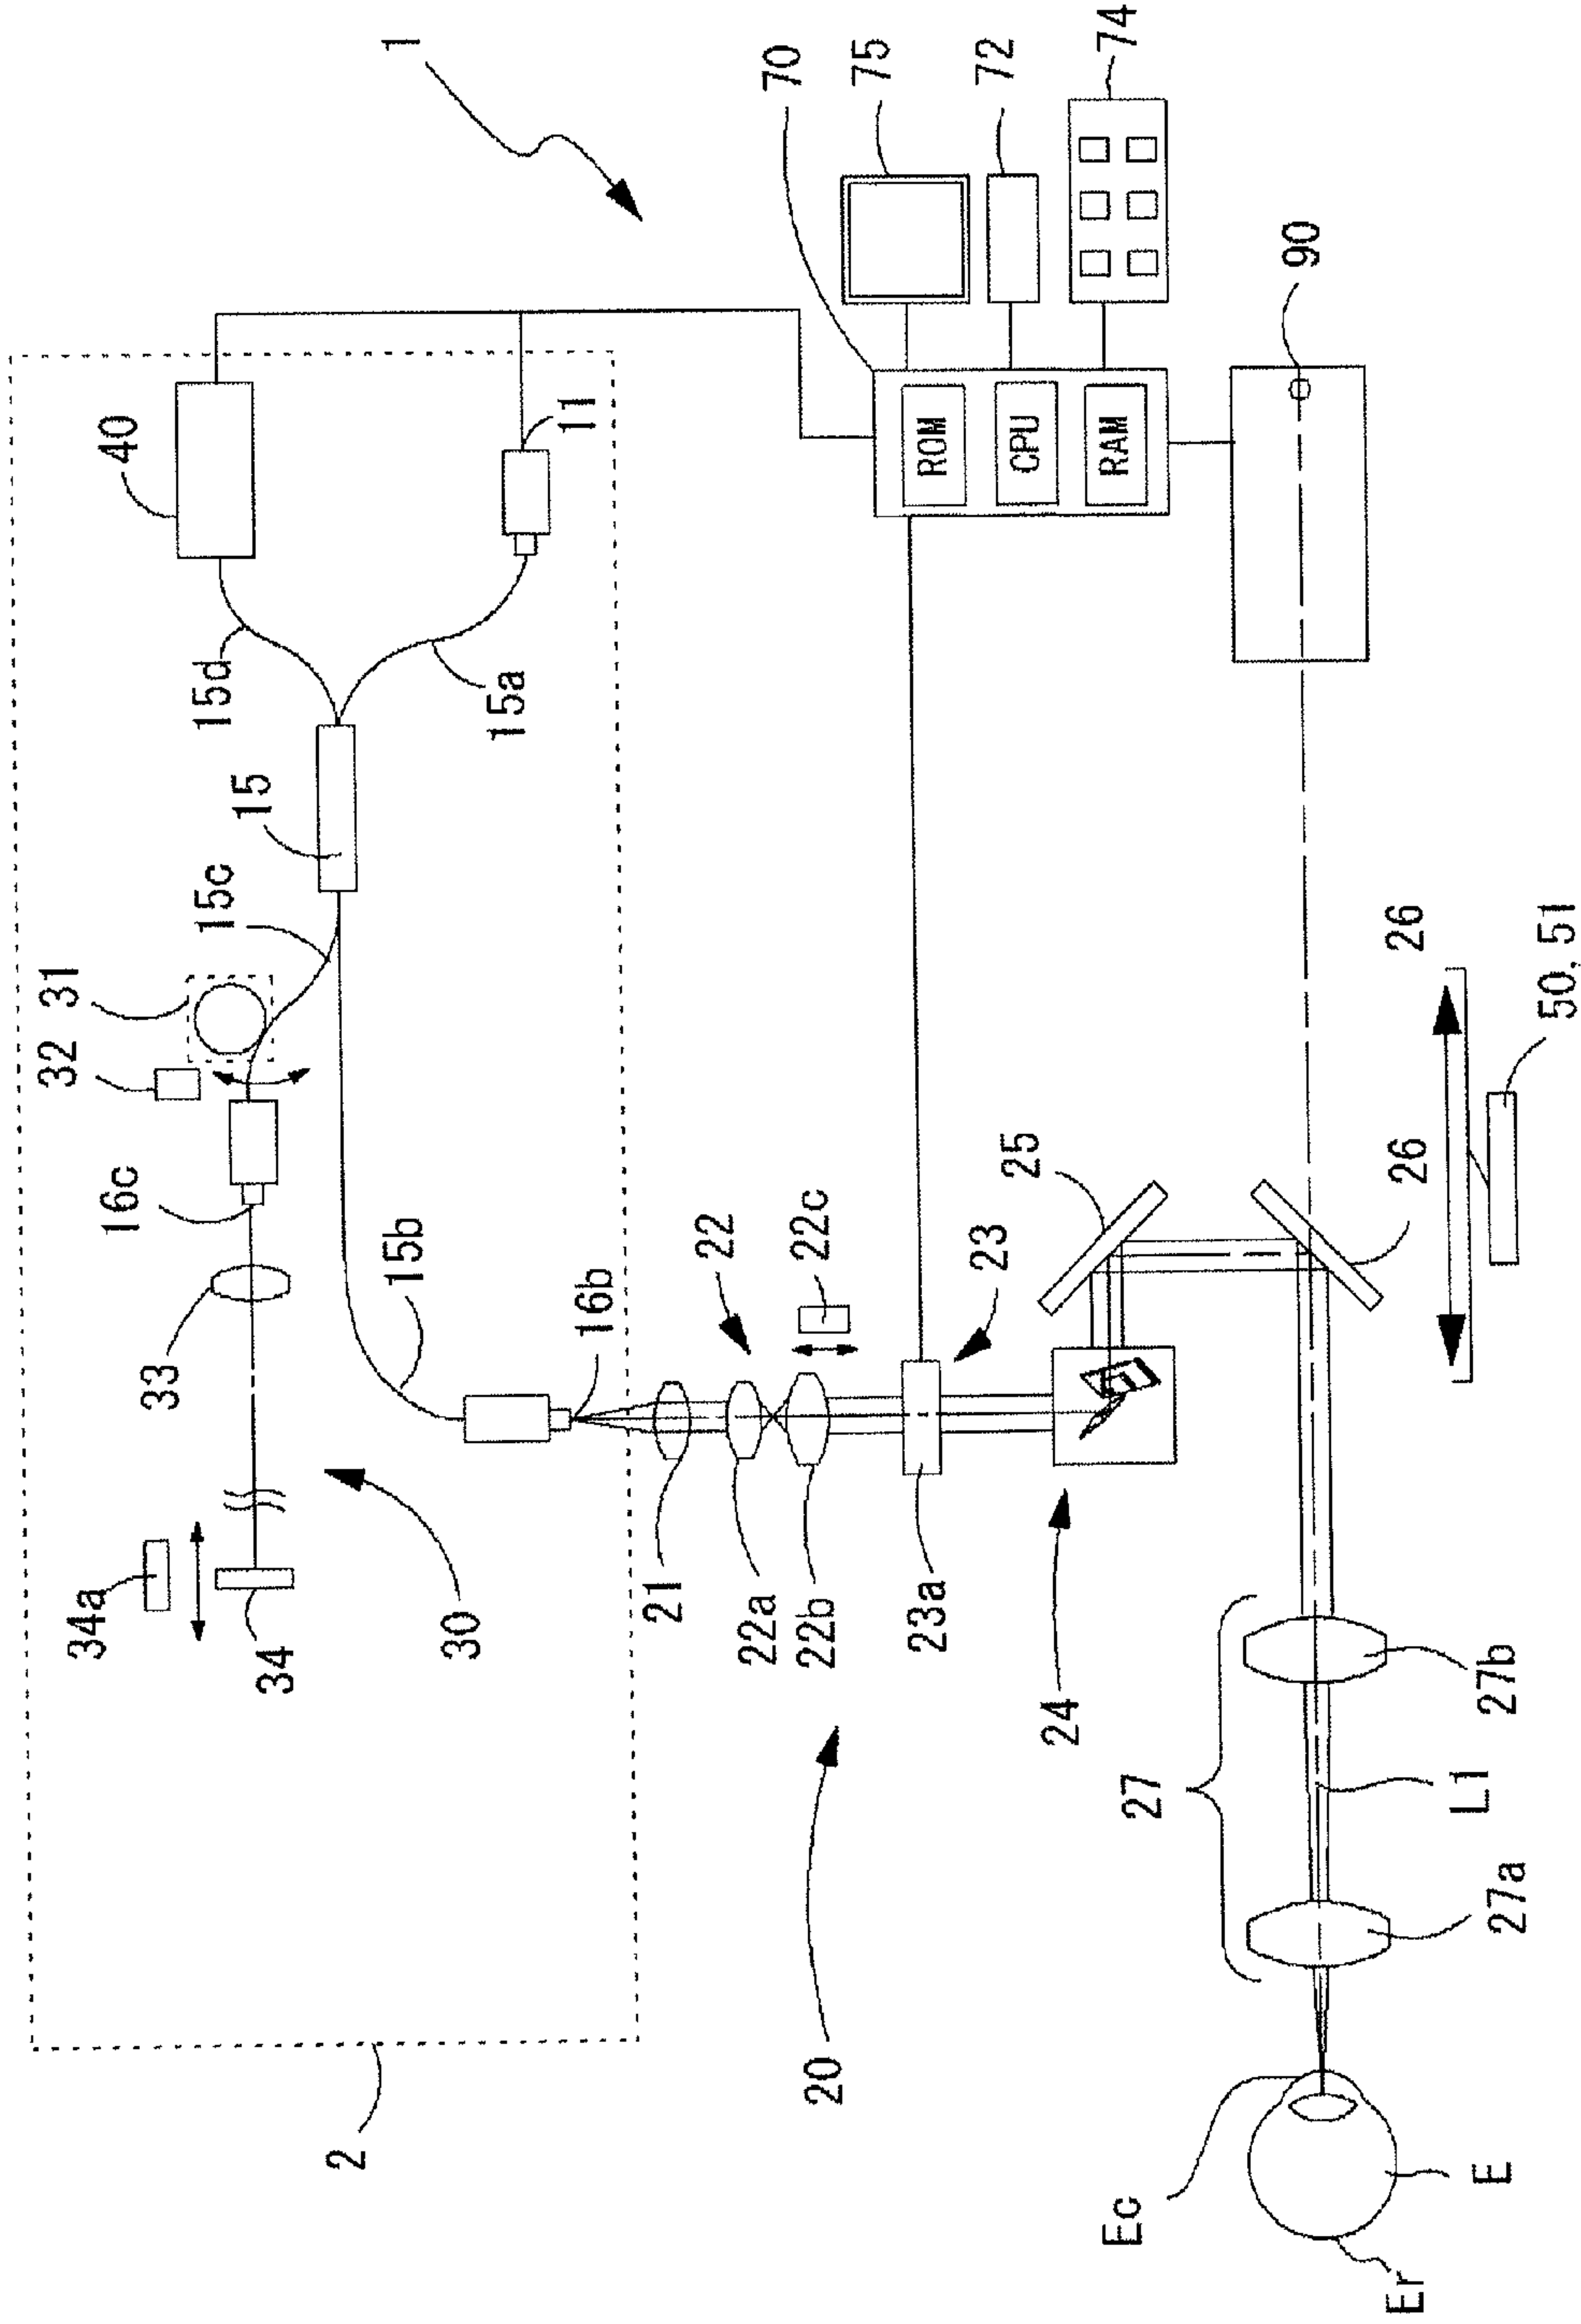 32
31
34a
40
16c
33
15d
15c
15
34
2
1
15b
30
15a
11
16b
21
22
22a
70
22c
22b
20
75
23a
ROM
23
72
25
CPU
24
RAM
74
Ec
27
90
Er
26
26
L1
E
27b
27a
50, 51